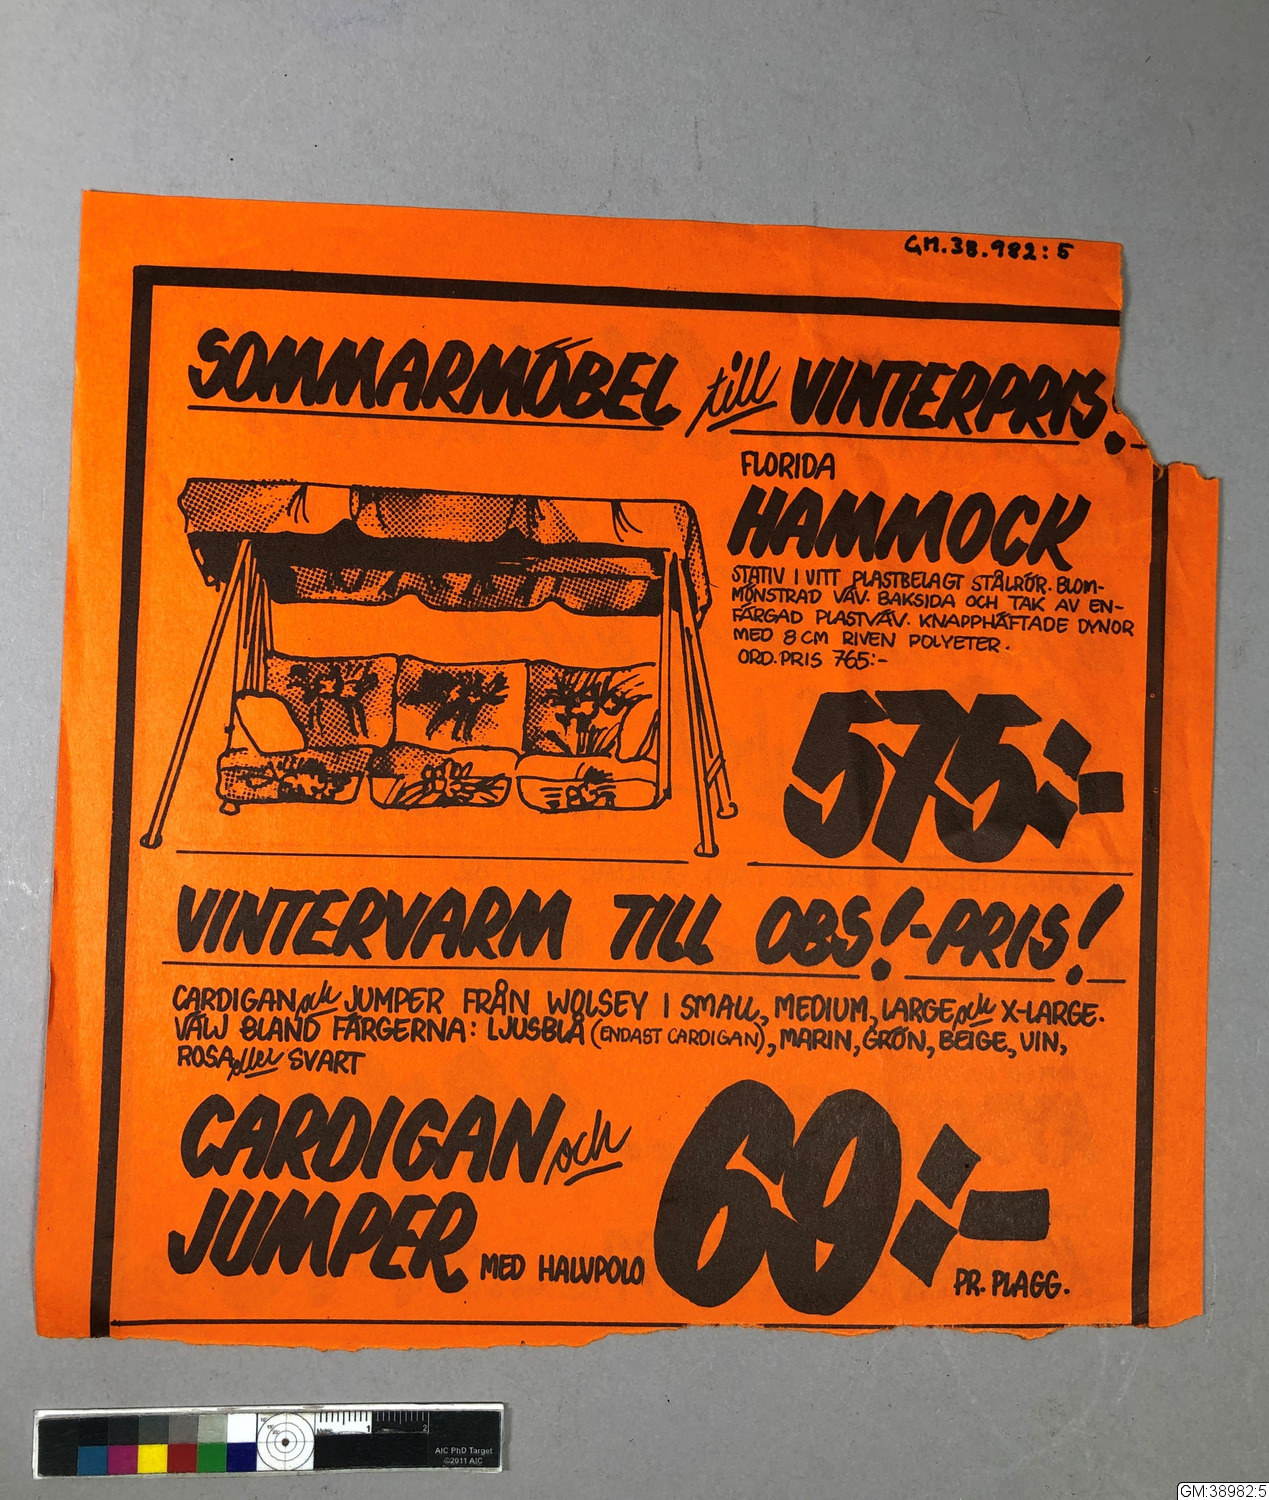 GM.38.982:5
SOMMARMÖBEL till VINTERPRIS.
FLORIDA
HAMMOCK
STATIV I VITT PLASTBELAGT STÅLRÖR. BLOM-
MÖNSTRAD VÄV. BAKSIDA OCH TAK AV EN-
FÄRGAD PLASTVÄV. KNAPPHÄFTADE DYNOR
MED 8 CM RIVEN POLYETER.
ORD. PRIS 765:-
575:-
VINTERVARM TILL OBS!-PRIS!
CARDIGAN och JUMPER FRÅN WOLSEY I SMALL, MEDIUM, LARGE och X-LARGE.
VÄLJ BLAND FÄRGERNA: LJUSBLÅ (ENDAST CARDIGAN), MARIN, GRÖN, BEIGE, VIN,
ROSA eller SVART
CARDIGAN och
JUMPER MED HALVPOLO
69:-
PR. PLAGG.
1 2
AIC PhD Target
©2011 AIC
GM:38982:5